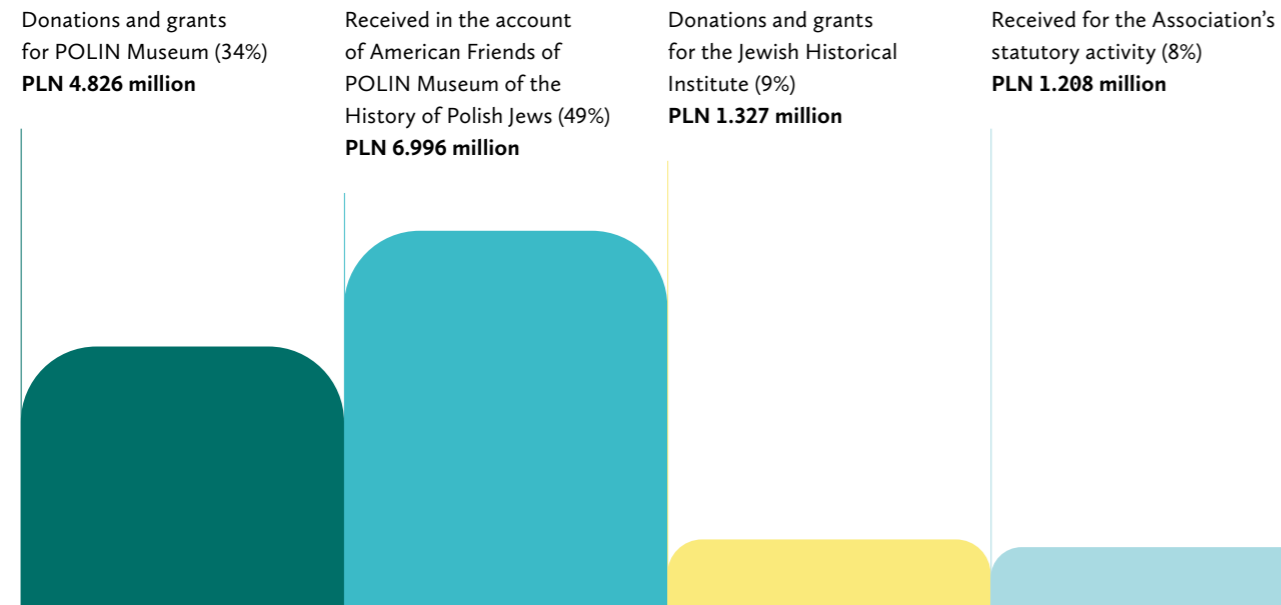 Donations and grants
for POLIN Museum (34%)
PLN 4.826 million
Received in the account
of American Friends of
POLIN Museum of the
History of Polish Jews (49%)
PLN 6.996 million
Donations and grants
for the Jewish Historical
Institute (9%)
PLN 1.327 million
Received for the Association’s
statutory activity (8%)
PLN 1.208 million